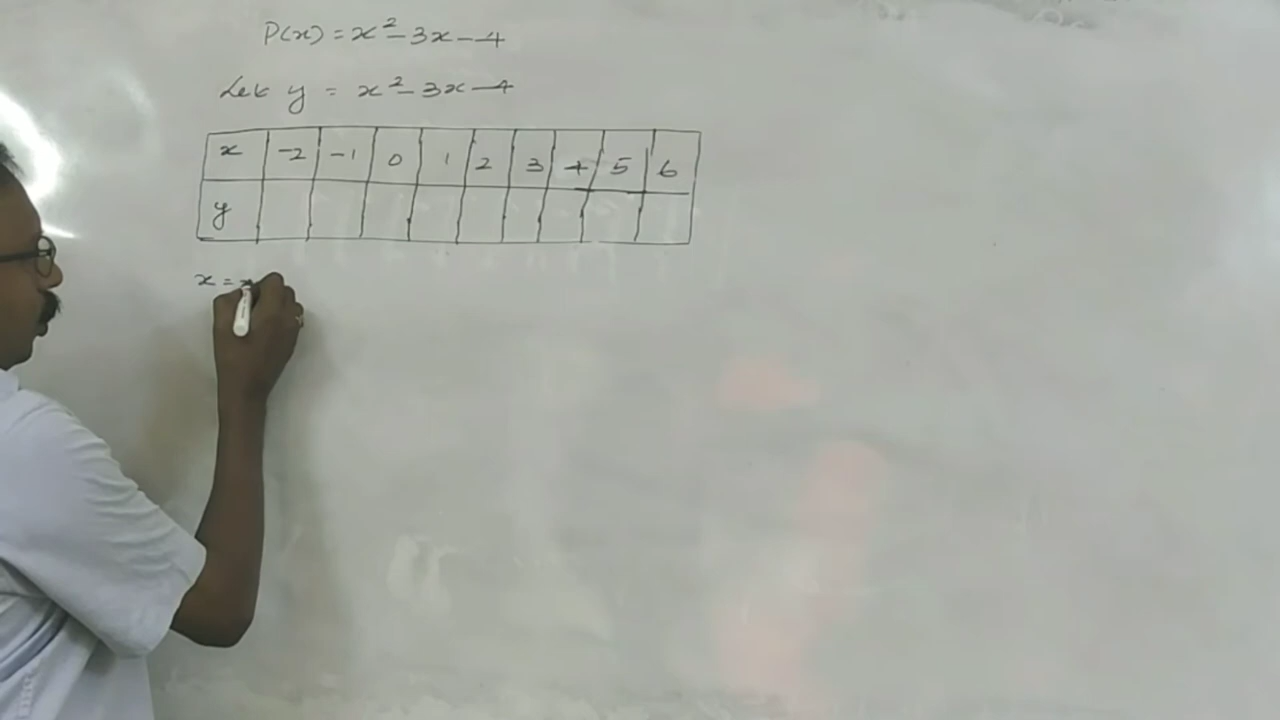 P(x) = x² - 3x - 4
Let y = x² - 3x - 4
x -2 -1 0 1 2 3 4 5 6
y
x =